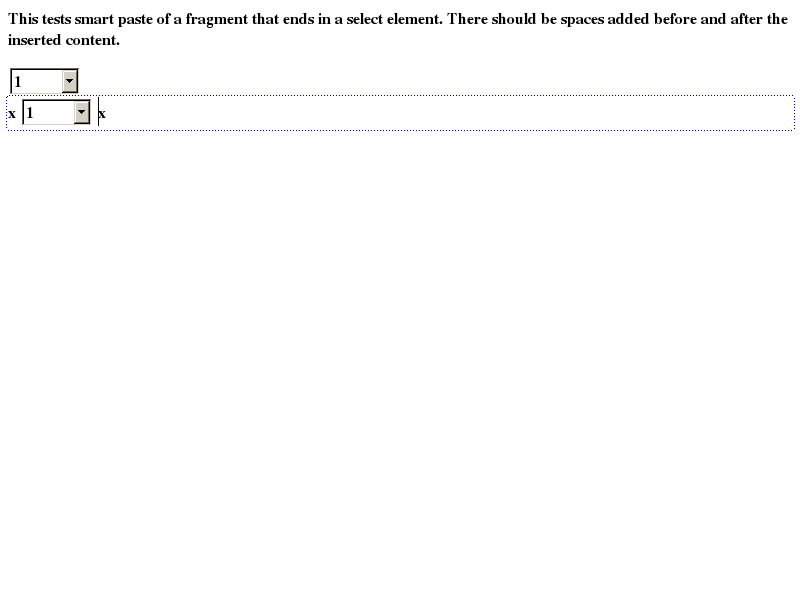 This tests smart paste of a fragment that ends in a select element. There should be spaces added before and after the
inserted content.
1
x 1 x